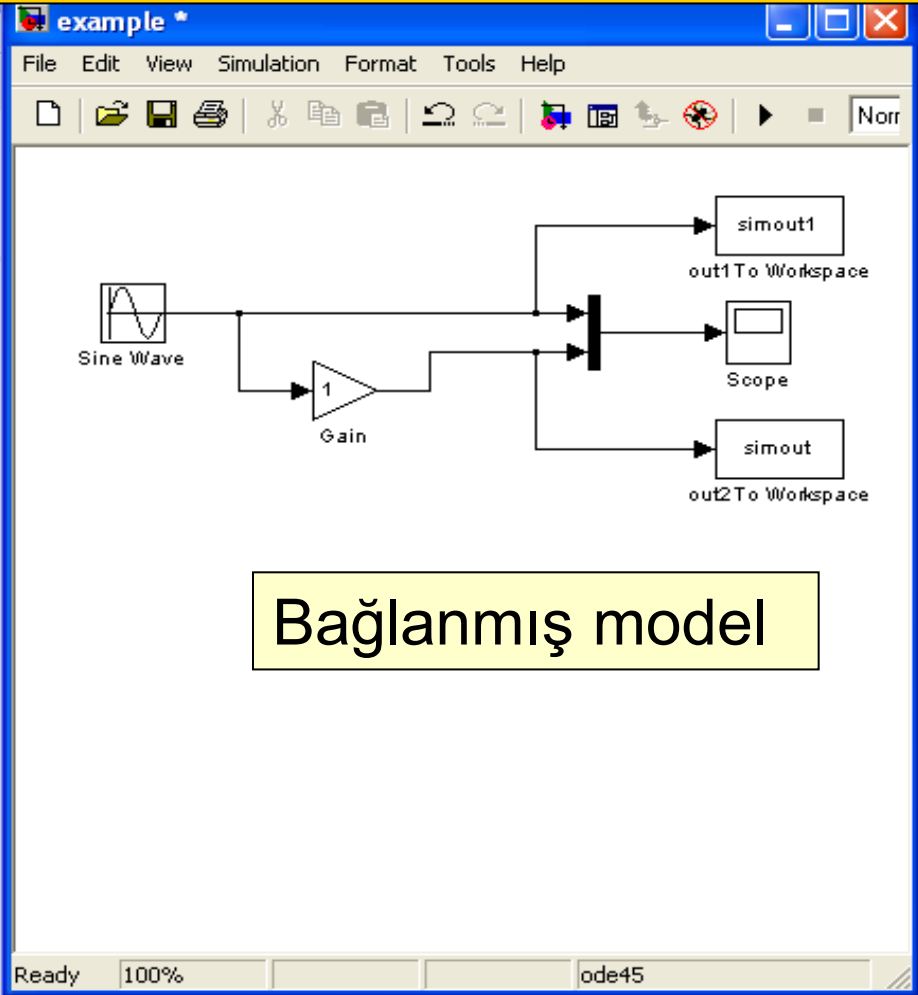 example *
File Edit View Simulation Format Tools Help
Norr
simout1
out1To Workspace
Sine Wave
1
Gain
Scope
simout
out2To Workspace
Bağlanmış model
Ready 100% ode45